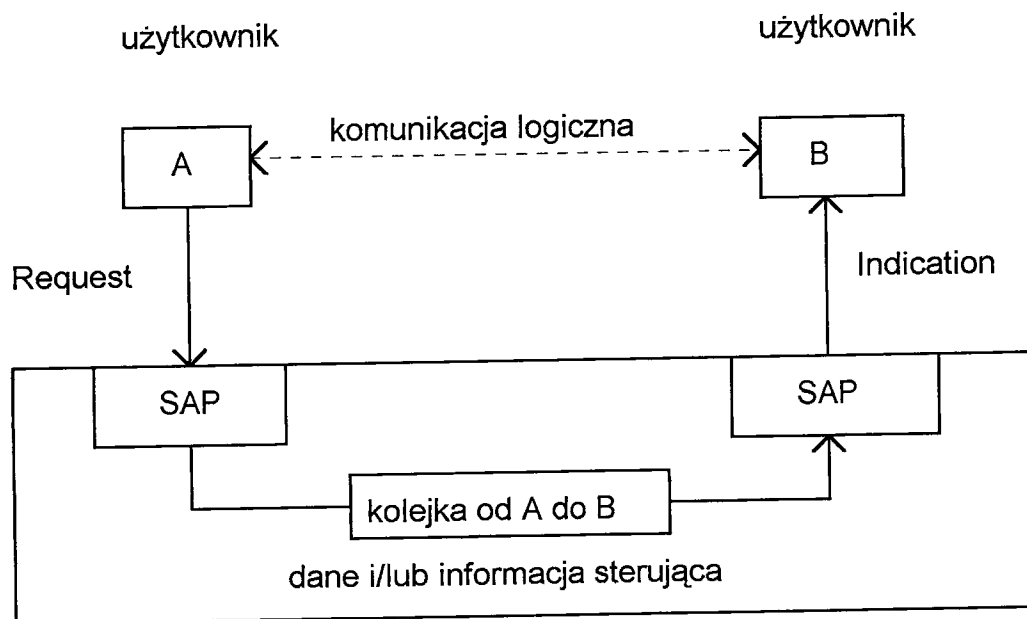 użytkownik
użytkownik
komunikacja logiczna
A
B
Request
Indication
SAP
SAP
kolejka od A do B
dane i/lub informacja sterująca